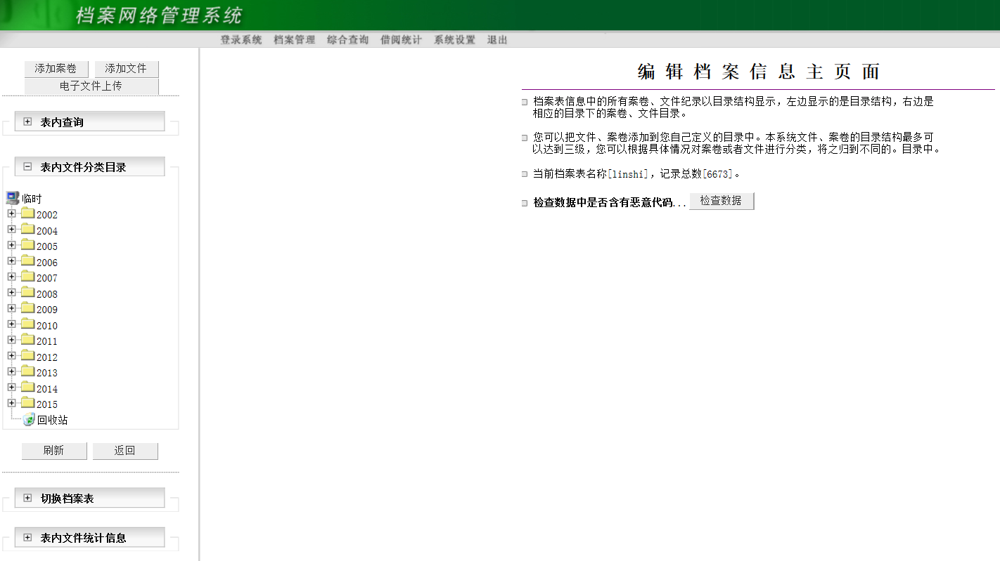 档案网络管理系统
登录系统 档案管理 综合查询 借阅统计 系统设置 退出
添加案卷 添加文件
电子文件上传
表内查询
表内文件分类目录
临时
2002
2004
2005
2006
2007
2008
2009
2010
2011
2012
2013
2014
2015
回收站
刷新 返回
切换档案表
表内文件统计信息
编辑档案信息主页面
档案表信息中的所有案卷、文件纪录以目录结构显示，左边显示的是目录结构，右边是
相应的目录下的案卷、文件目录。
您可以把文件、案卷添加到您自己定义的目录中。本系统文件、案卷的目录结构最多可
以达到三级，您可以根据具体情况对案卷或者文件进行分类，将之归到不同的。目录中。
当前档案表名称[linshi]，记录总数[6673]。
检查数据中是否含有恶意代码... 检查数据